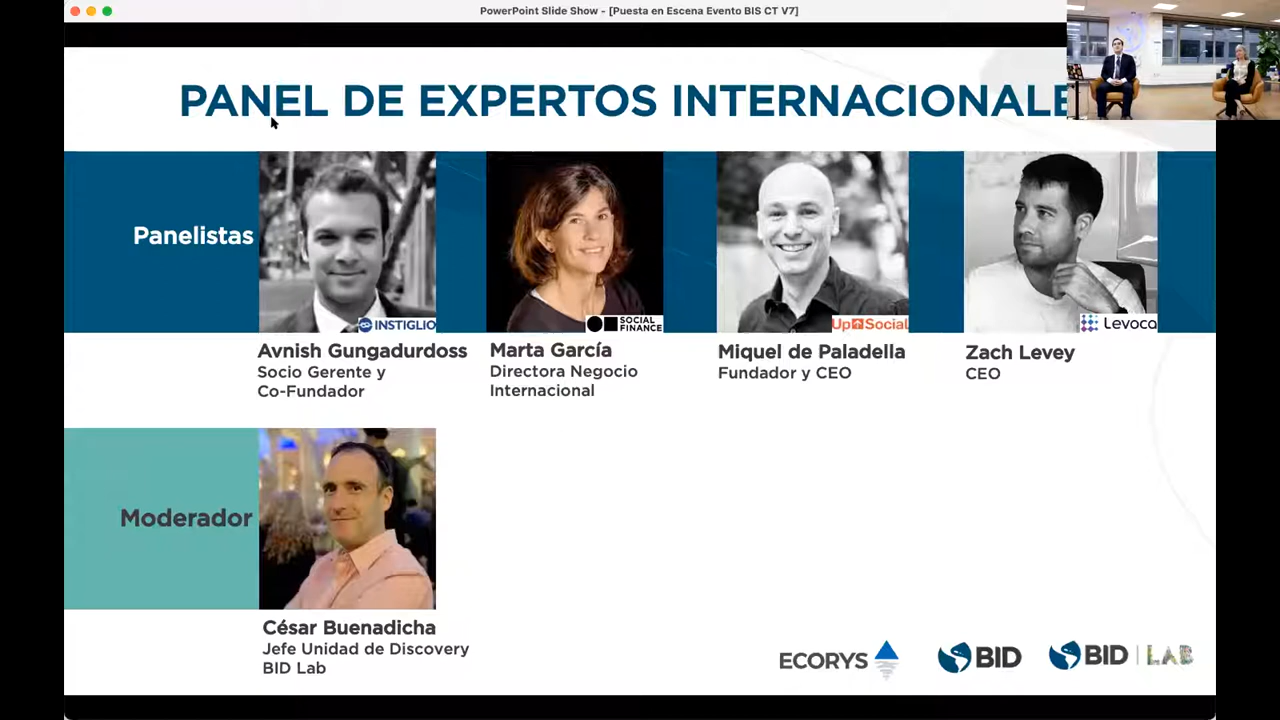 PowerPoint Slide Show - [Puesta en Escena Evento BIS CT V7]
PANEL DE EXPERTOS INTERNACIONALE
Panelistas
INSTIGLIO
SOCIAL
FINANCE
UpSocial
Levoca
Avnish Gungadurdoss
Socio Gerente y
Co-Fundador
Marta García
Directora Negocio
Internacional
Miquel de Paladella
Fundador y CEO
Zach Levey
CEO
Moderador
César Buenadicha
Jefe Unidad de Discovery
BID Lab
ECORYS
BID
BID | LAB